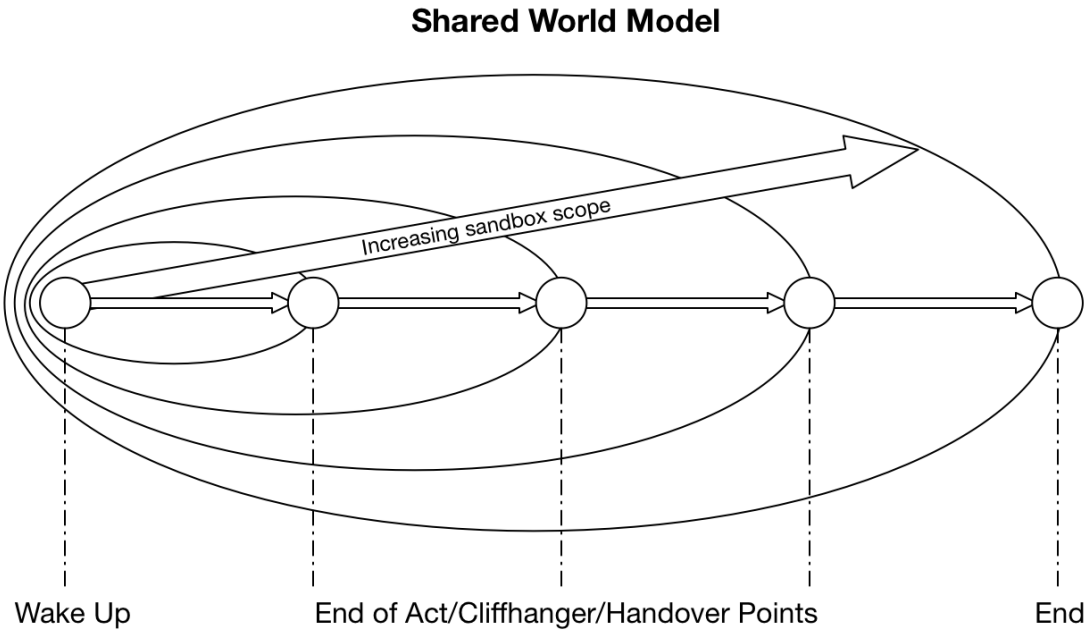 Shared World Model
Increasing sandbox scope
Wake Up
End of Act/Cliffhanger/Handover Points
End